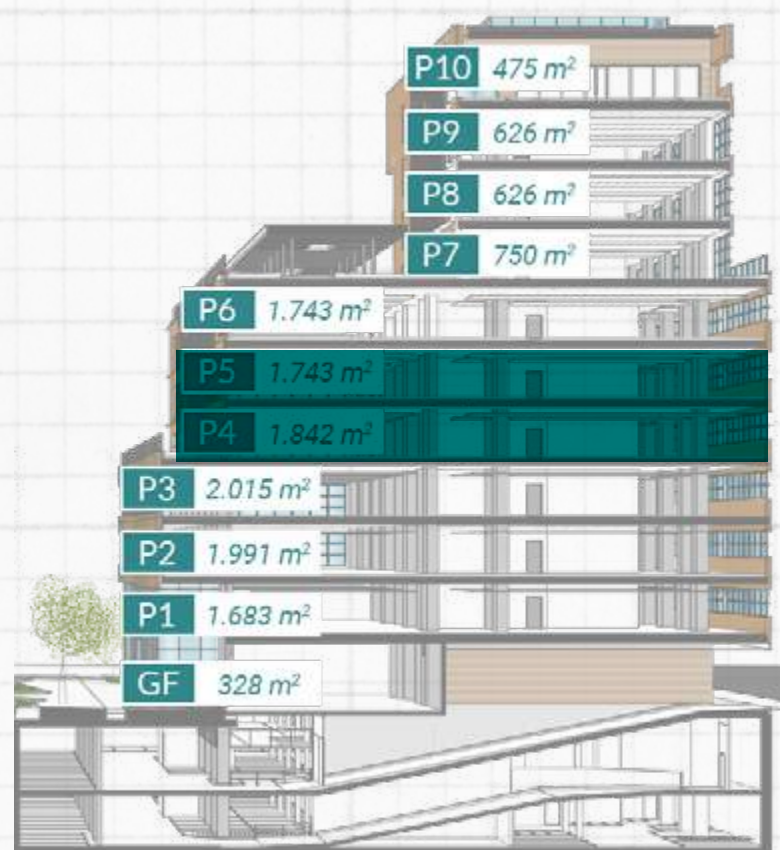 P10 475 m²
P9 626 m²
P8 626 m²
P7 750 m²
P6 1.743 m²
P5 1.743 m²
P4 1.842 m²
P3 2.015 m²
P2 1.991 m²
P1 1.683 m²
GF 328 m²